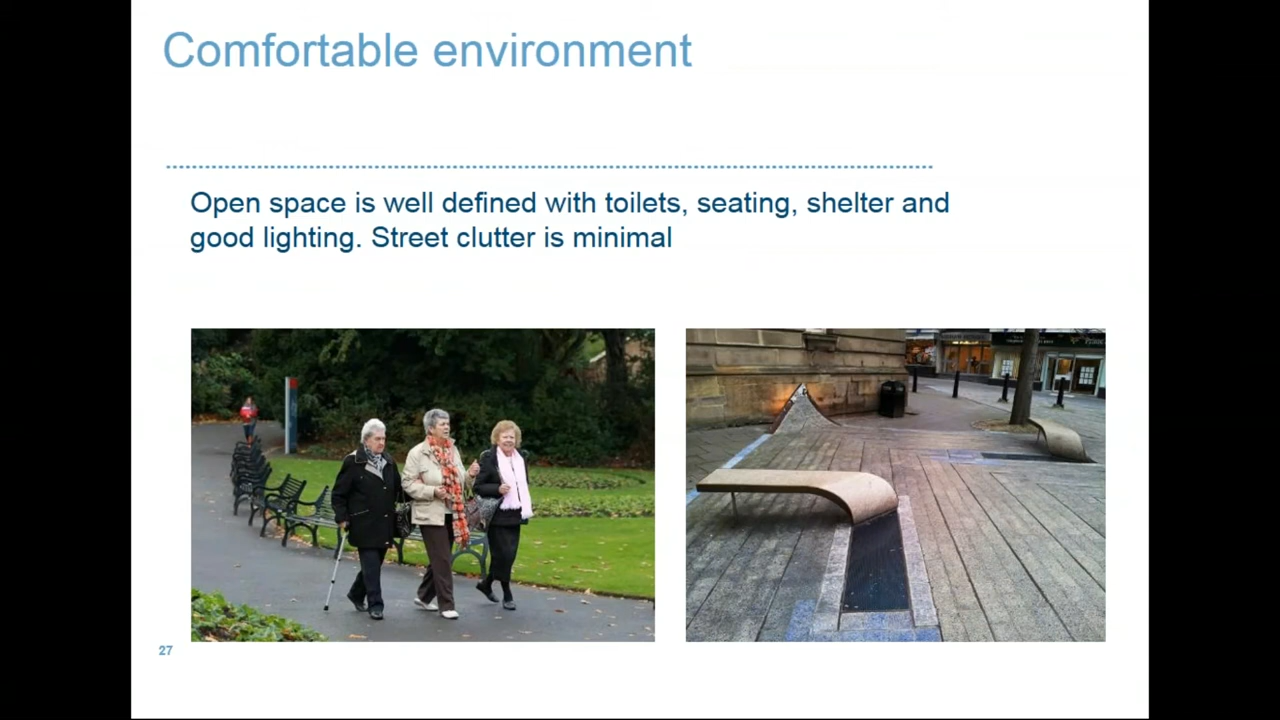 Comfortable environment
Open space is well defined with toilets, seating, shelter and
good lighting. Street clutter is minimal
27